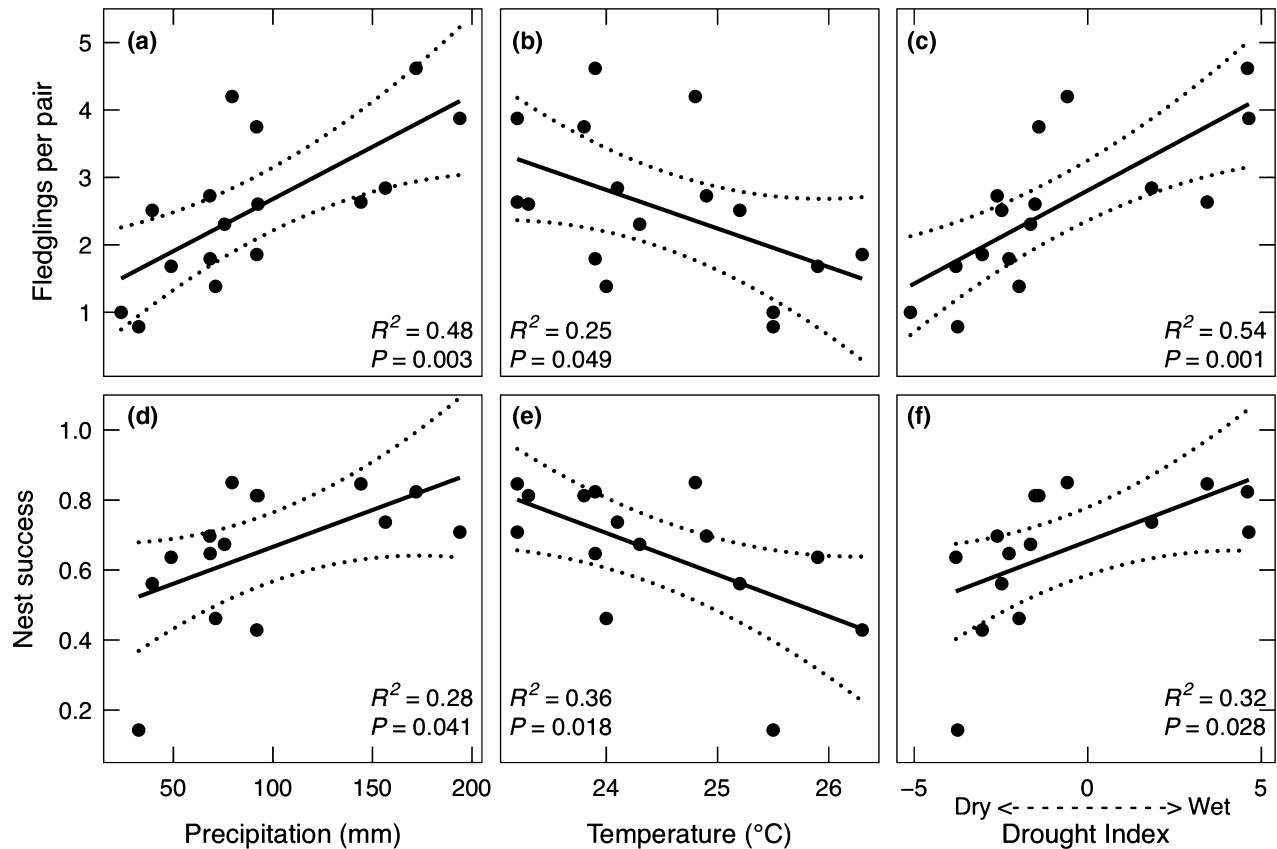 (a)
(b)
(c)
Fledglings per pair
5
4
3
2
1
R² = 0.48
P = 0.003
R² = 0.25
P = 0.049
R² = 0.54
P = 0.001
(d)
(e)
(f)
Nest success
1.0
0.8
0.6
0.4
0.2
R² = 0.28
P = 0.041
R² = 0.36
P = 0.018
R² = 0.32
P = 0.028
50 100 150 200
24 25 26
−5 0 5
Dry <- - - - - - - - - - -> Wet
Precipitation (mm)
Temperature (°C)
Drought Index